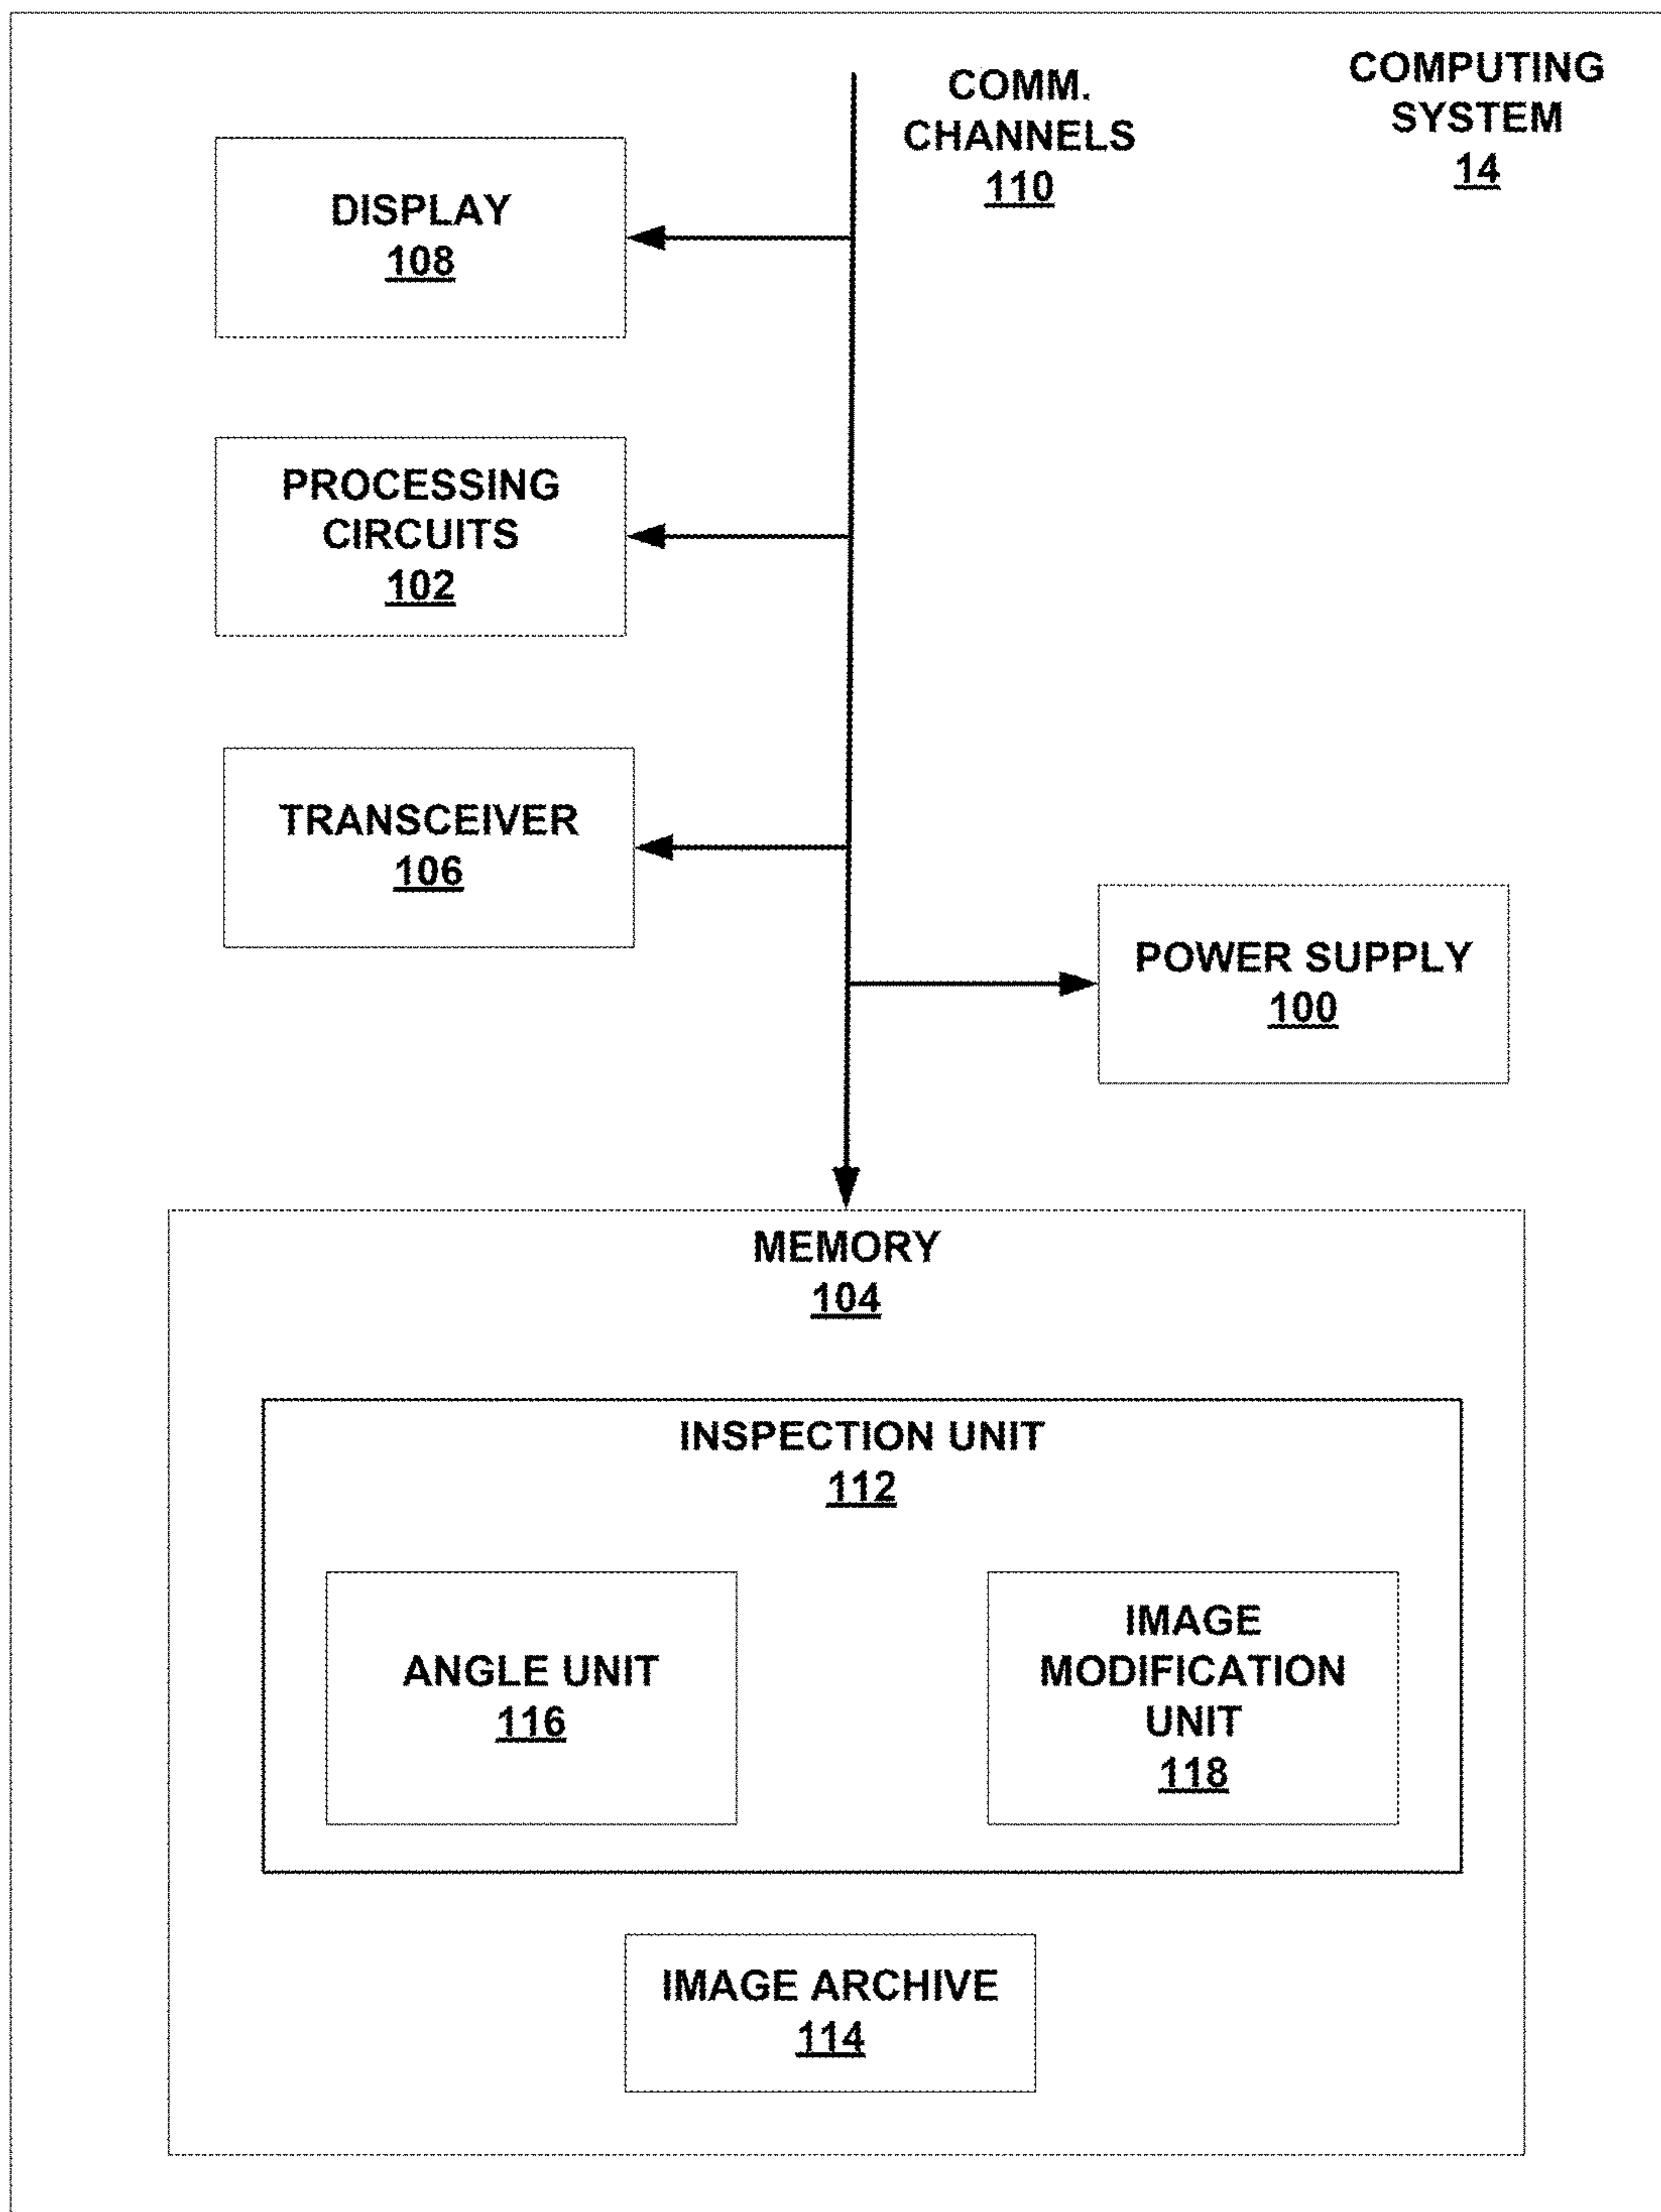 COMPUTING
SYSTEM
14
COMM.
CHANNELS
110
DISPLAY
108
PROCESSING
CIRCUITS
102
TRANSCEIVER
106
POWER SUPPLY
100
MEMORY
104
INSPECTION UNIT
112
ANGLE UNIT
116
IMAGE
MODIFICATION
UNIT
118
IMAGE ARCHIVE
114